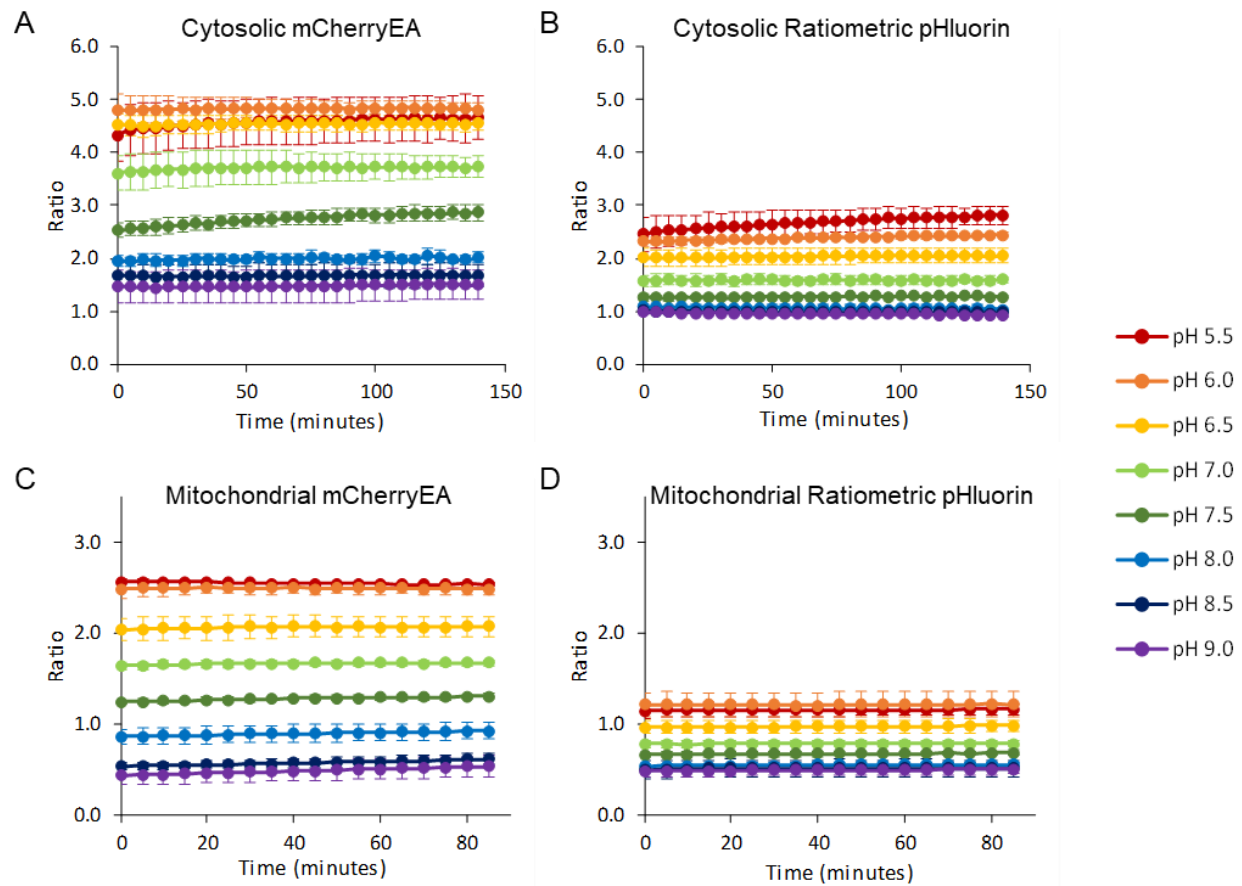 A
Cytosolic mCherryEA
6.0
5.0
4.0
3.0
2.0
1.0
0.0
Ratio
0
50
100
150
Time (minutes)
B
Cytosolic Ratiometric pHluorin
6.0
5.0
4.0
3.0
2.0
1.0
0.0
Ratio
0
50
100
150
Time (minutes)
C
Mitochondrial mCherryEA
3.0
2.0
1.0
0.0
Ratio
0
20
40
60
80
Time (minutes)
D
Mitochondrial Ratiometric pHluorin
3.0
2.0
1.0
0.0
Ratio
0
20
40
60
80
Time (minutes)
pH 5.5
pH 6.0
pH 6.5
pH 7.0
pH 7.5
pH 8.0
pH 8.5
pH 9.0